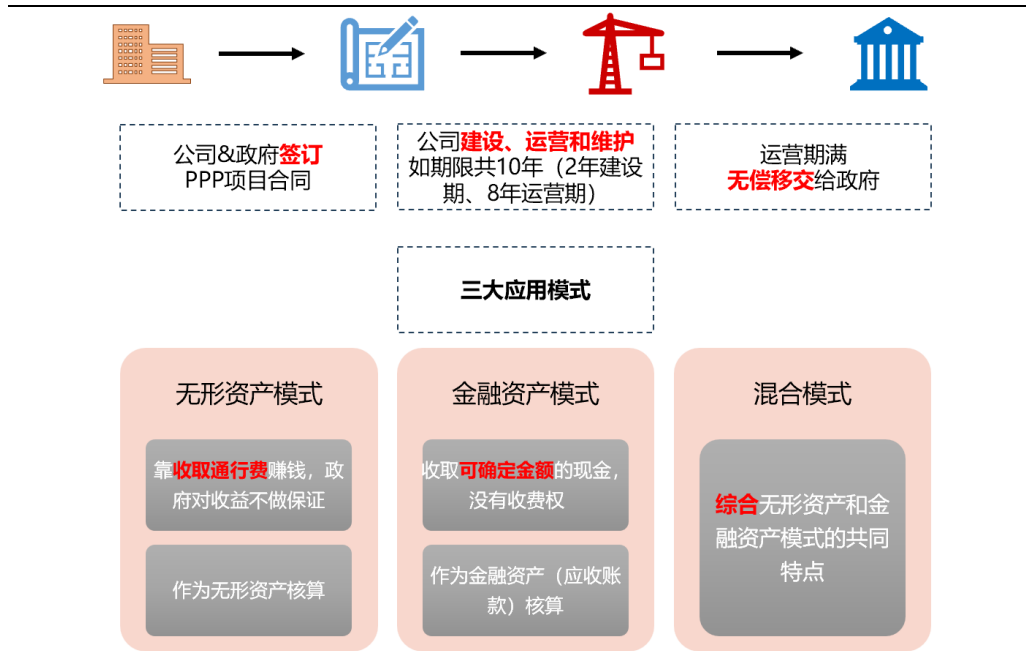 公司&政府签订
PPP项目合同
公司建设、运营和维护
如期限共10年（2年建设
期、8年运营期）
运营期满
无偿移交给政府
三大应用模式
无形资产模式
靠收取通行费赚钱，政
府对收益不做保证
作为无形资产核算
金融资产模式
收取可确定金额的现金，
没有收费权
作为金融资产（应收账
款）核算
混合模式
综合无形资产和金
融资产模式的共同
特点